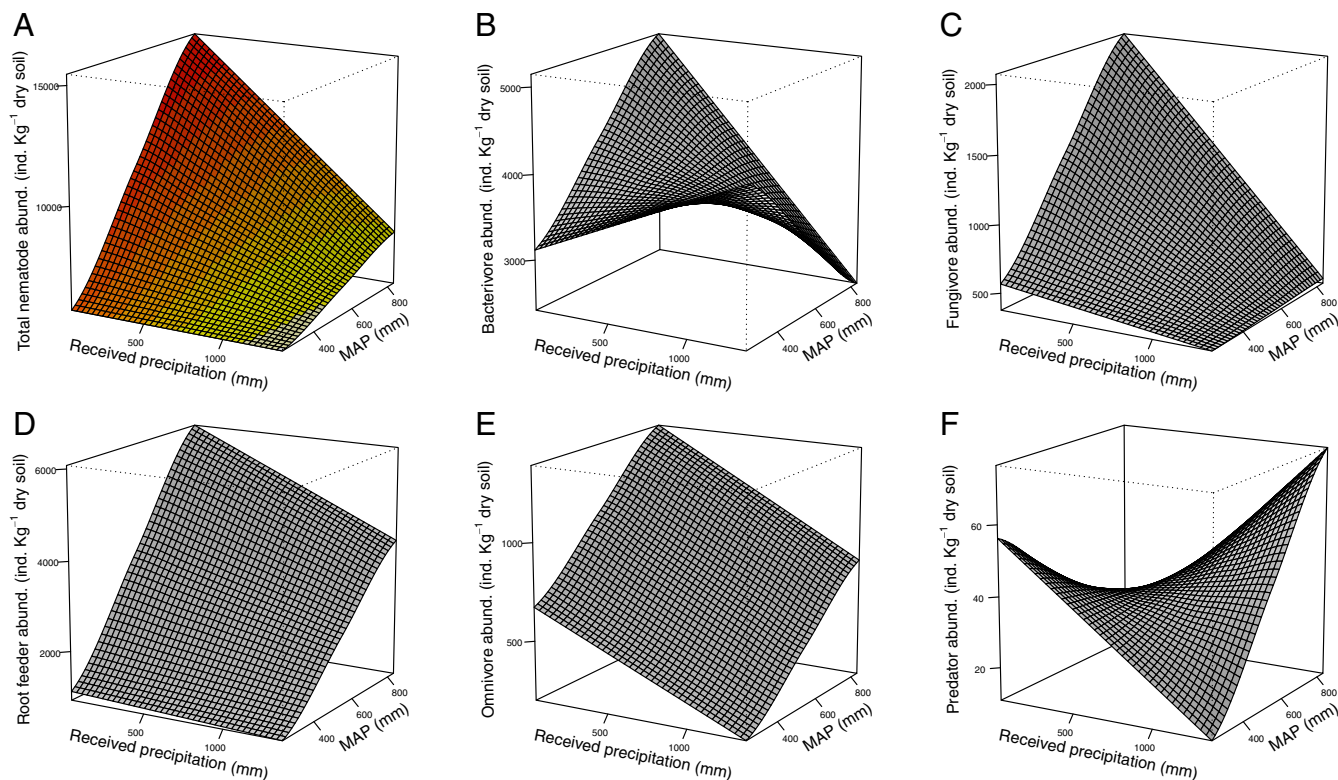 A
Total nematode abund. (ind. Kg⁻¹ dry soil)
15000
10000
500
1000
Received precipitation (mm)
400
600
800
MAP (mm)
B
Bacterivore abund. (ind. Kg⁻¹ dry soil)
5000
4000
3000
500
1000
Received precipitation (mm)
400
600
800
MAP (mm)
C
Fungivore abund. (ind. Kg⁻¹ dry soil)
2000
1500
1000
500
500
1000
Received precipitation (mm)
400
600
800
MAP (mm)
D
Root feeder abund. (ind. Kg⁻¹ dry soil)
6000
4000
2000
500
1000
Received precipitation (mm)
400
600
800
MAP (mm)
E
Omnivore abund. (ind. Kg⁻¹ dry soil)
1000
500
500
1000
Received precipitation (mm)
400
600
800
MAP (mm)
F
Predator abund. (ind. Kg⁻¹ dry soil)
60
40
20
500
1000
Received precipitation (mm)
400
600
800
MAP (mm)